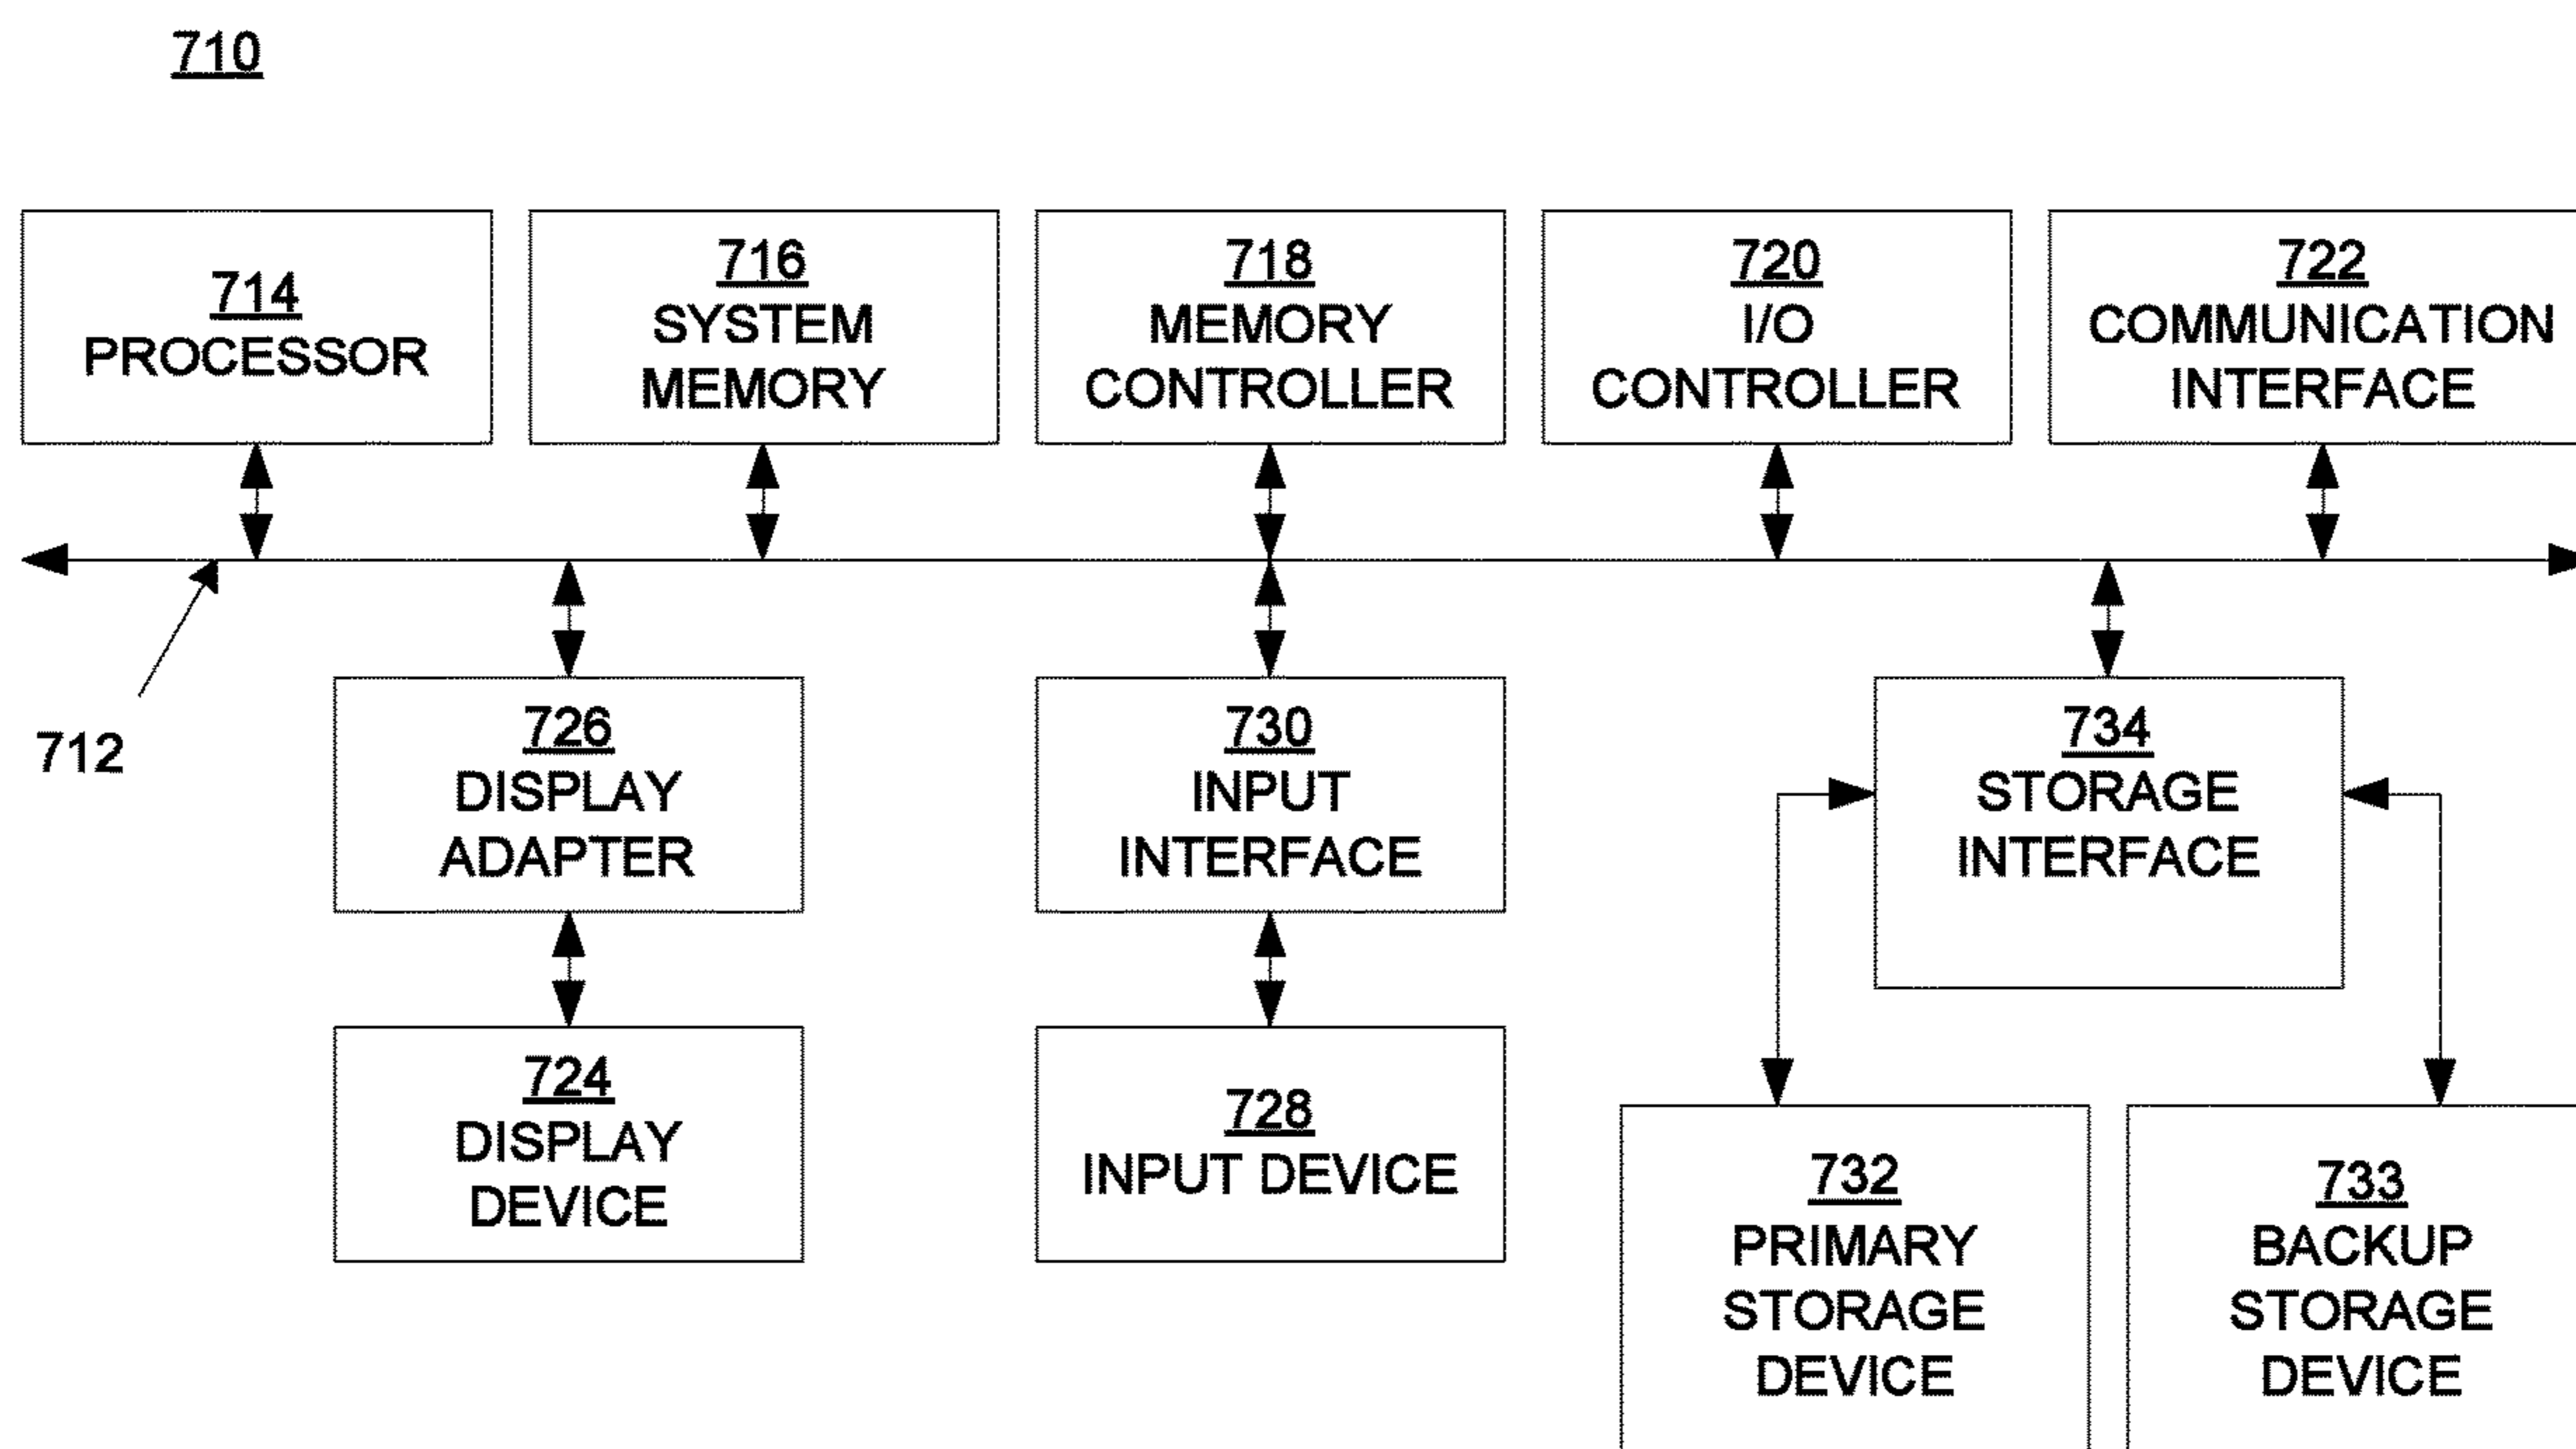 710
714
PROCESSOR
716
SYSTEM
MEMORY
718
MEMORY
CONTROLLER
720
I/O
CONTROLLER
722
COMMUNICATION
INTERFACE
712
726
DISPLAY
ADAPTER
730
INPUT
INTERFACE
734
STORAGE
INTERFACE
724
DISPLAY
DEVICE
728
INPUT DEVICE
732
PRIMARY
STORAGE
DEVICE
733
BACKUP
STORAGE
DEVICE